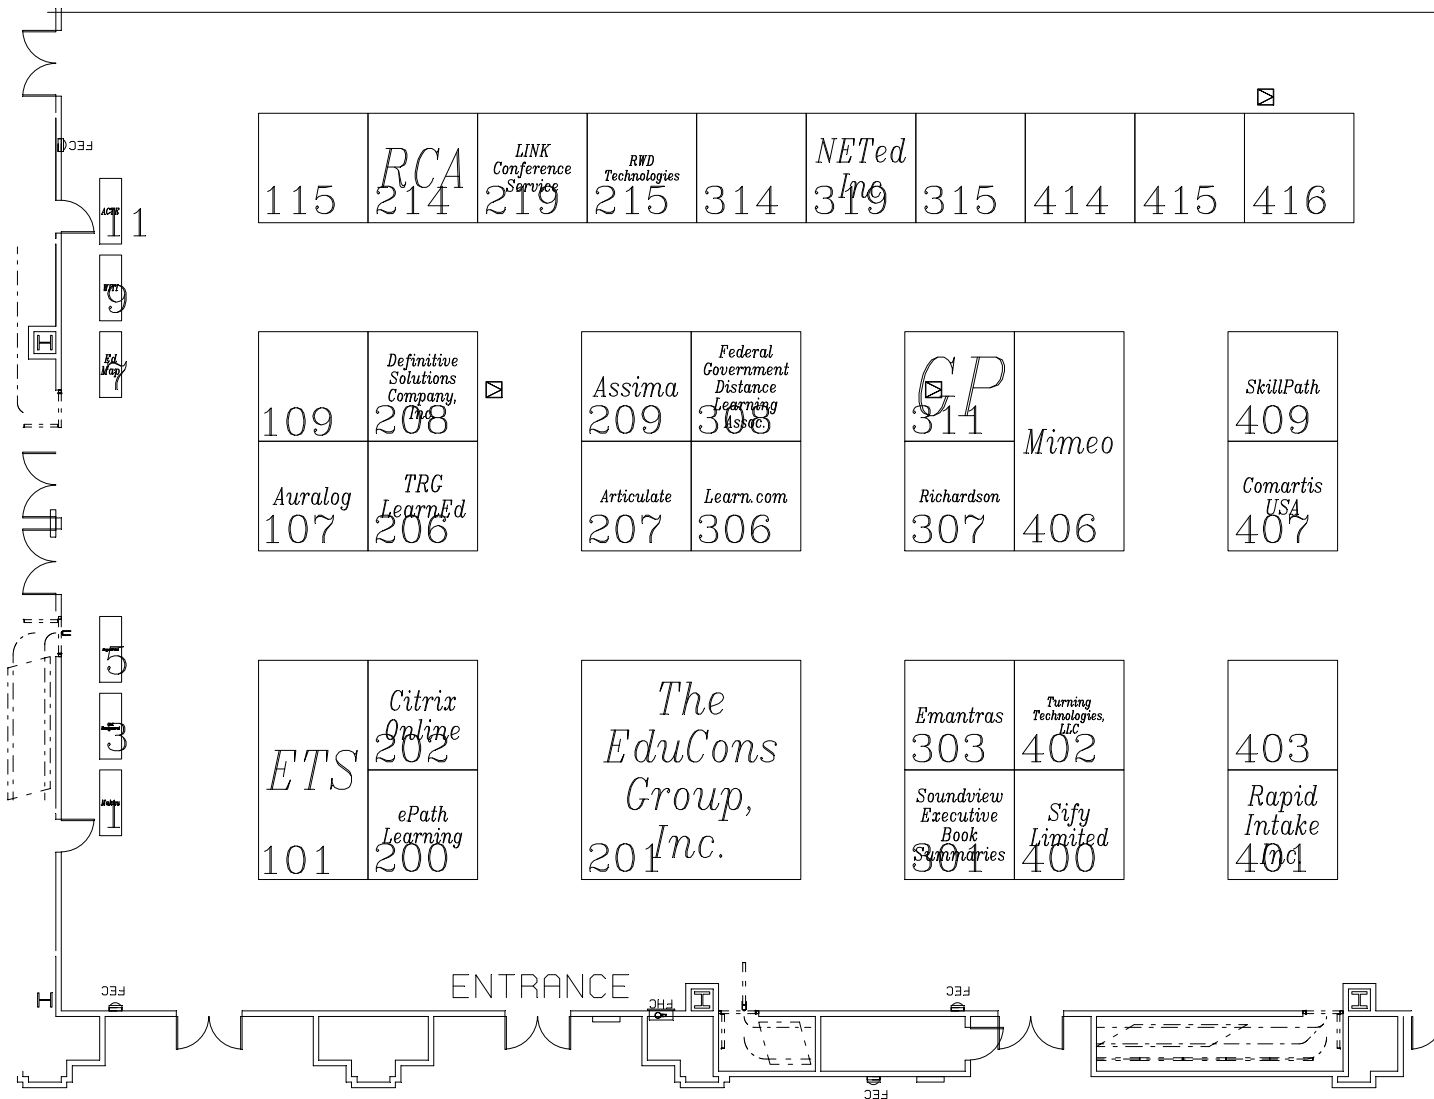 FEC
RCA
LINK
Conference
Service
RWD
Technologies
NETed
Inc
115
214
219
215
314
319
315
414
415
416
ACTE
11
9
Ed
Map
7
109
Definitive
Solutions
Company,
Inc.
208
Assima
209
Federal
Government
Distance
Learning
Assoc.
308
GP
311
Mimeo
406
SkillPath
409
Auralog
107
TRG
LearnEd
206
Articulate
207
Learn.com
306
Richardson
307
Comartis
USA
407
5
3
1
ETS
101
Citrix
Online
202
ePath
Learning
200
The
EduCons
Group,
Inc.
201
Emantras
303
Turning
Technologies,
LLC
402
403
Soundview
Executive
Book
Summaries
301
Sify
Limited
400
Rapid
Intake
Inc.
401
ENTRANCE
FEC
FHC
FEC
FEC